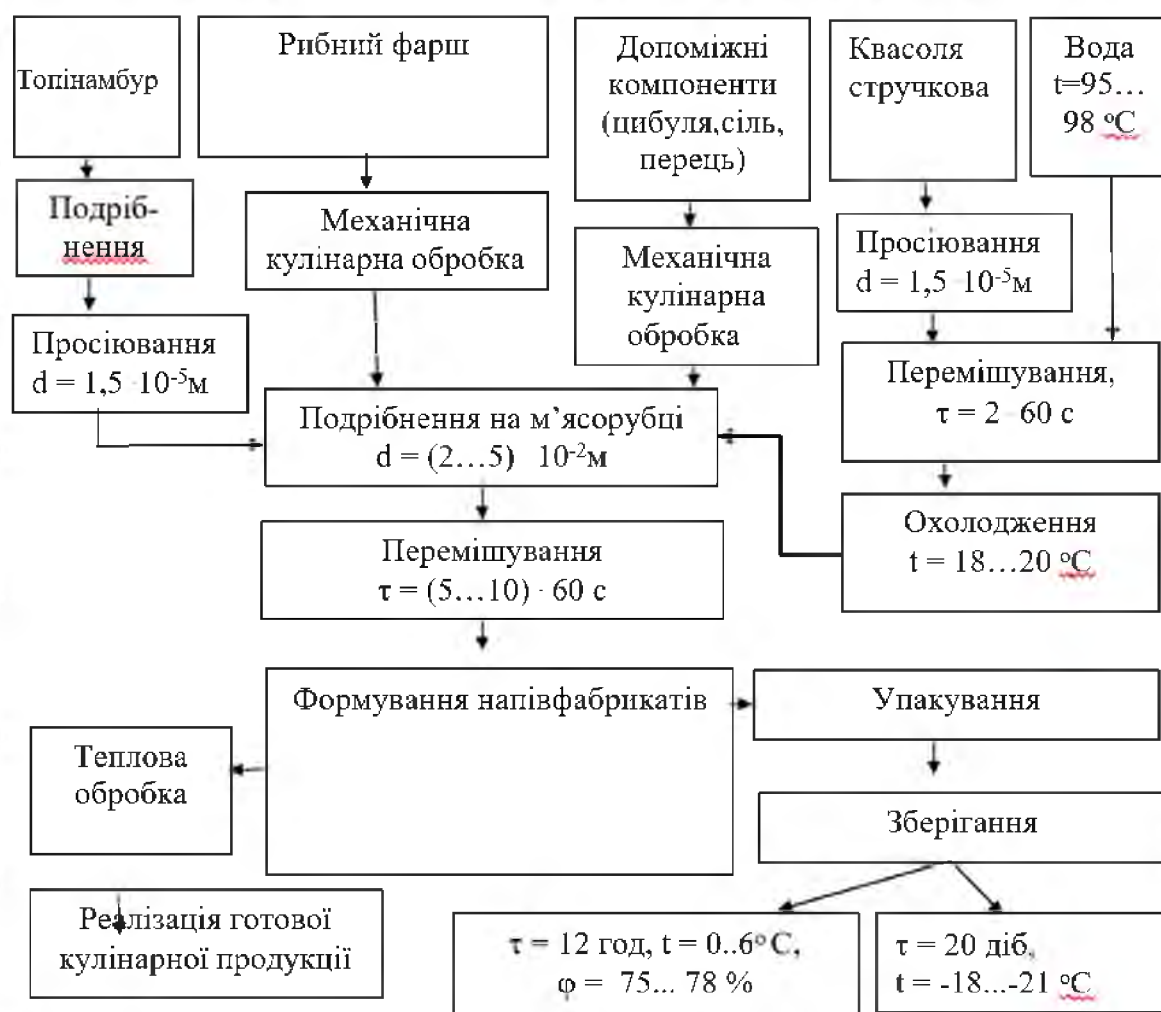 Топінамбур
Рибний фарш
Допоміжні
компоненти
(цибуля,сіль,
перець)
Квасоля
стручкова
Вода
t=95…
98 °C
Подріб-
нення
Механічна
кулінарна обробка
Механічна
кулінарна
обробка
Просіювання
d = 1,5 10⁻⁵м
Просіювання
d = 1,5 10⁻⁵м
Перемішування,
τ = 2 60 с
Подрібнення на м’ясорубці
d = (2…5) 10⁻²м
Охолодження
t = 18…20 °C
Перемішування
τ = (5…10) · 60 с
Формування напівфабрикатів
Упакування
Теплова
обробка
Зберігання
Реалізація готової
кулінарної продукції
τ = 12 год, t = 0..6° C,
φ = 75... 78 %
τ = 20 діб,
t = -18...-21 °C